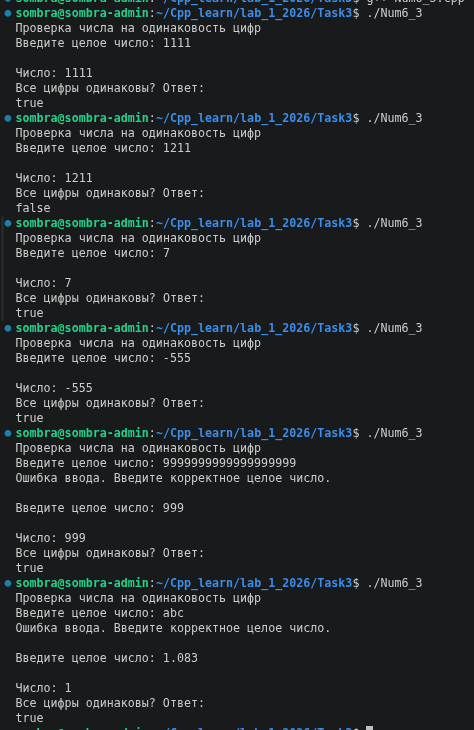 sombra@sombra-admin:~/Cpp_learn/lab_1_2026/Task3$ ./Num6_3
Проверка числа на одинаковость цифр
Введите целое число: 1111
Число: 1111
Все цифры одинаковы? Ответ:
true
sombra@sombra-admin:~/Cpp_learn/lab_1_2026/Task3$ ./Num6_3
Проверка числа на одинаковость цифр
Введите целое число: 1211
Число: 1211
Все цифры одинаковы? Ответ:
false
sombra@sombra-admin:~/Cpp_learn/lab_1_2026/Task3$ ./Num6_3
Проверка числа на одинаковость цифр
Введите целое число: 7
Число: 7
Все цифры одинаковы? Ответ:
true
sombra@sombra-admin:~/Cpp_learn/lab_1_2026/Task3$ ./Num6_3
Проверка числа на одинаковость цифр
Введите целое число: -555
Число: -555
Все цифры одинаковы? Ответ:
true
sombra@sombra-admin:~/Cpp_learn/lab_1_2026/Task3$ ./Num6_3
Проверка числа на одинаковость цифр
Введите целое число: 9999999999999999999
Ошибка ввода. Введите корректное целое число.
Введите целое число: 999
Число: 999
Все цифры одинаковы? Ответ:
true
sombra@sombra-admin:~/Cpp_learn/lab_1_2026/Task3$ ./Num6_3
Проверка числа на одинаковость цифр
Введите целое число: abc
Ошибка ввода. Введите корректное целое число.
Введите целое число: 1.083
Число: 1
Все цифры одинаковы? Ответ:
true